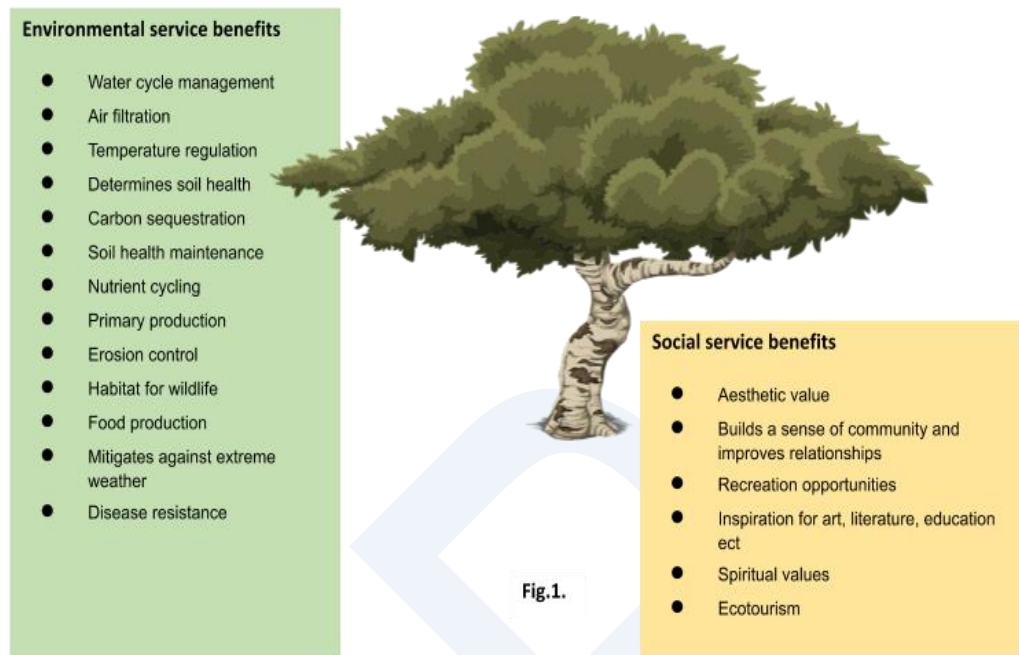 Environmental service benefits
● Water cycle management
● Air filtration
● Temperature regulation
● Determines soil health
● Carbon sequestration
● Soil health maintenance
● Nutrient cycling
● Primary production
● Erosion control
● Habitat for wildlife
● Food production
● Mitigates against extreme
weather
● Disease resistance
Social service benefits
● Aesthetic value
● Builds a sense of community and
improves relationships
● Recreation opportunities
● Inspiration for art, literature, education
ect
● Spiritual values
● Ecotourism
Fig.1.